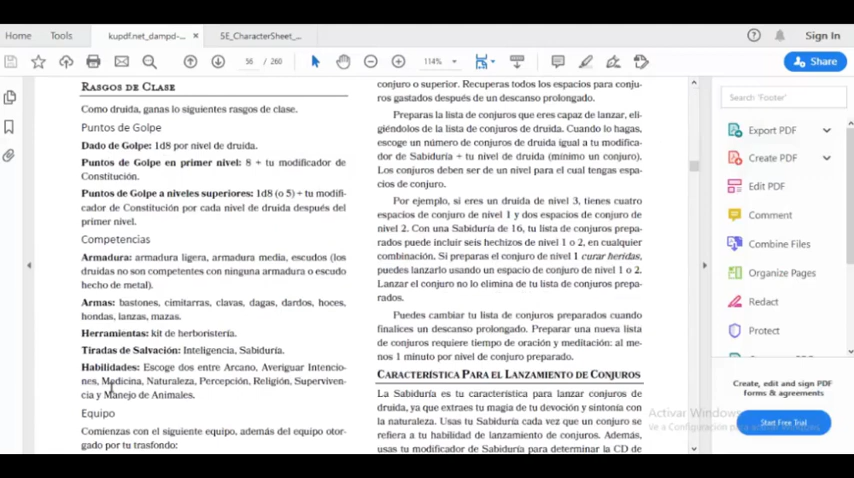 Home Tools kupdf.net_dampd-... × 5E_CharacterSheet_... Sign In
56 / 260 114% Share
RASGOS DE CLASE
Como druida, ganas lo siguientes rasgos de clase.
Puntos de Golpe
Dado de Golpe: 1d8 por nivel de druida.
Puntos de Golpe en primer nivel: 8 + tu modificador de
Constitución.
Puntos de Golpe a niveles superiores: 1d8 (o 5) + tu modifi-
cador de Constitución por cada nivel de druida después del
primer nivel.
Competencias
Armadura: armadura ligera, armadura media, escudos (los
druidas no son competentes con ninguna armadura o escudo
hecho de metal).
Armas: bastones, cimitarras, clavas, dagas, dardos, hoces,
hondas, lanzas, mazas.
Herramientas: kit de herboristería.
Tiradas de Salvación: Inteligencia, Sabiduría.
Habilidades: Escoge dos entre Arcano, Averiguar Intencio-
nes, Medicina, Naturaleza, Percepción, Religión, Superviven-
cia y Manejo de Animales.
Equipo
Comienzas con el siguiente equipo, además del equipo otor-
gado por tu trasfondo:
conjuro o superior. Recuperas todos los espacios para conju-
ros gastados después de un descanso prolongado.
Preparas la lista de conjuros que eres capaz de lanzar, eli-
giéndolos de la lista de conjuros de druida. Cuando lo hagas,
escoge un número de conjuros de druida igual a tu modifica-
dor de Sabiduría + tu nivel de druida (mínimo un conjuro).
Los conjuros deben ser de un nivel para el cual tengas espa-
cios de conjuro.
Por ejemplo, si eres un druida de nivel 3, tienes cuatro
espacios de conjuro de nivel 1 y dos espacios de conjuro de
nivel 2. Con una Sabiduría de 16, tu lista de conjuros prepa-
rados puede incluir seis hechizos de nivel 1 o 2, en cualquier
combinación. Si preparas el conjuro de nivel 1 curar heridas,
puedes lanzarlo usando un espacio de conjuro de nivel 1 o 2.
Lanzar el conjuro no lo elimina de tu lista de conjuros prepa-
rados.
Puedes cambiar tu lista de conjuros preparados cuando
finalices un descanso prolongado. Preparar una nueva lista
de conjuros requiere tiempo de oración y meditación: al me-
nos 1 minuto por nivel de conjuro preparado.
CARACTERÍSTICA PARA EL LANZAMIENTO DE CONJUROS
La Sabiduría es tu característica para lanzar conjuros de
druida, ya que extraes tu magia de tu devoción y sintonía con
la naturaleza. Usas tu Sabiduría cada vez que un conjuro se
refiera a tu habilidad de lanzamiento de conjuros. Además,
usas tu modificador de Sabiduría para determinar la CD de
Search 'Footer'
Export PDF
Create PDF
Edit PDF
Comment
Combine Files
Organize Pages
Redact
Protect
Create, edit and sign PDF
forms & agreements
Start Free Trial
Activar Windows
Ve a Configuración para activar Windows.